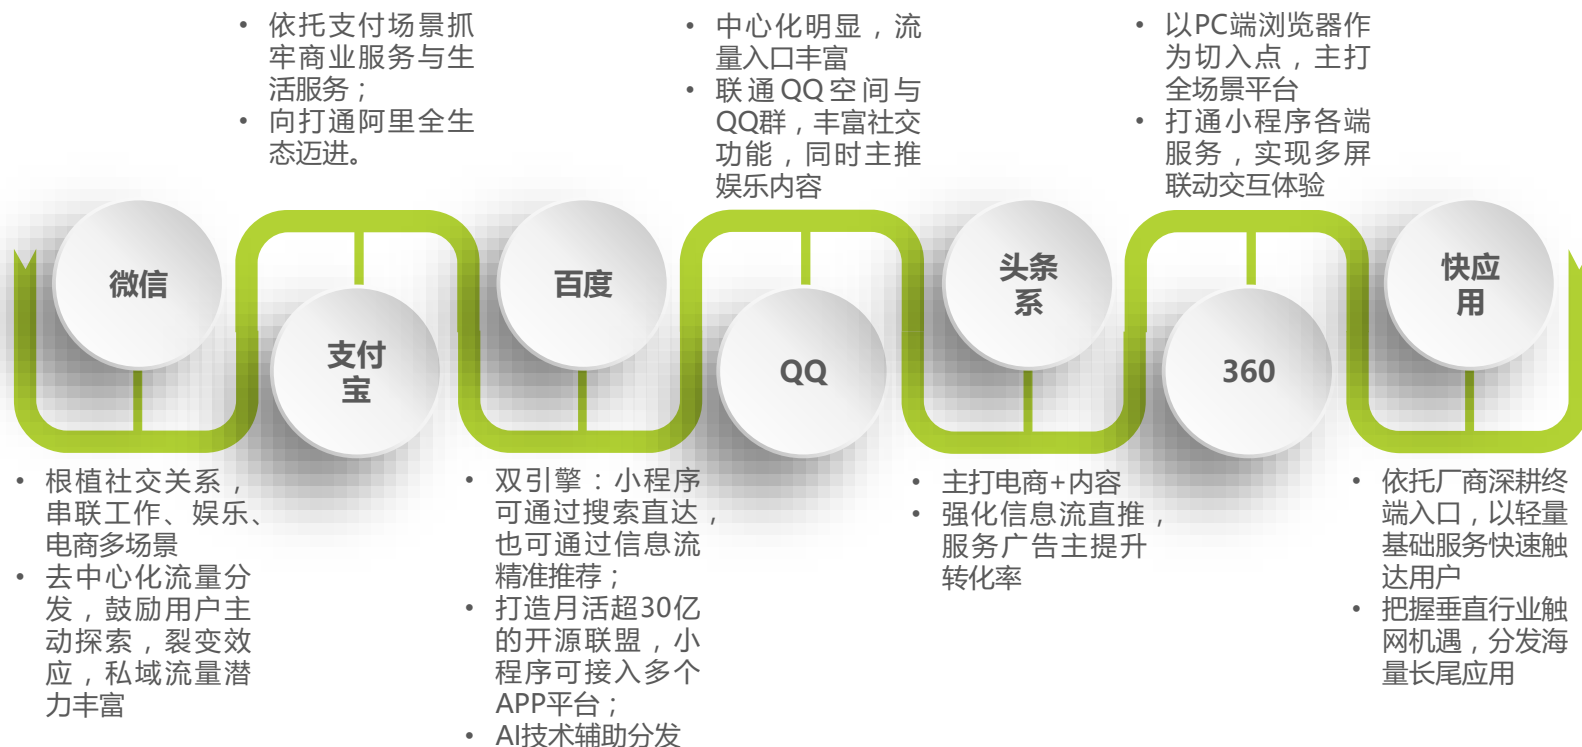 • 依托支付场景抓
牢商业服务与生
活服务；
• 向打通阿里全生
态迈进。
• 中心化明显，流
量入口丰富
• 联通QQ空间与
QQ群，丰富社交
功能，同时主推
娱乐内容
• 以PC端浏览器作
为切入点，主打
全场景平台
• 打通小程序各端
服务，实现多屏
联动交互体验
微信
支付
宝
百度
QQ
头条
系
360
快应
用
• 根植社交关系，
串联工作、娱乐、
电商多场景
• 去中心化流量分
发，鼓励用户主
动探索，裂变效
应，私域流量潜
力丰富
• 双引擎：小程序
可通过搜索直达，
也可通过信息流
精准推荐；
• 打造月活超30亿
的开源联盟，小
程序可接入多个
APP平台；
• AI技术辅助分发
• 主打电商+内容
• 强化信息流直推，
服务广告主提升
转化率
• 依托厂商深耕终
端入口，以轻量
基础服务快速触
达用户
• 把握垂直行业触
网机遇，分发海
量长尾应用